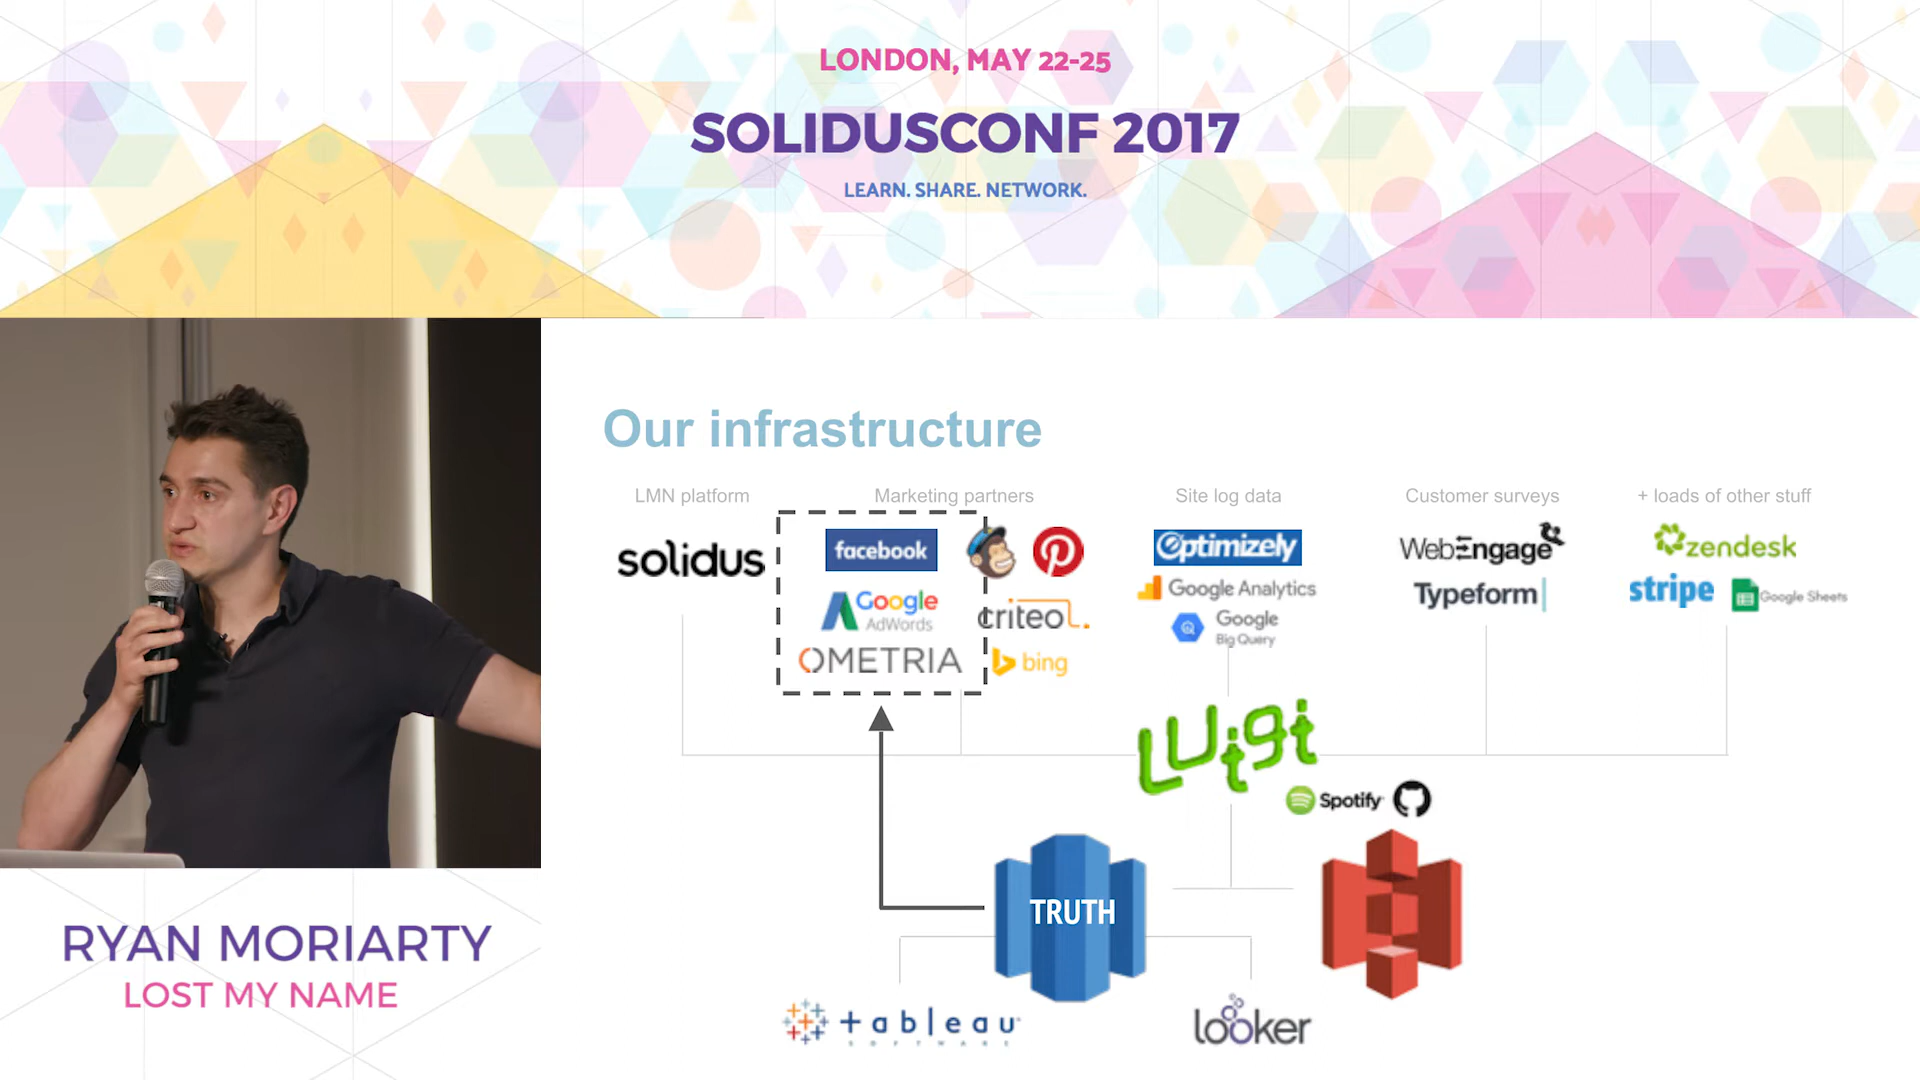 LONDON, MAY 22-25
SOLIDUSCONF 2017
LEARN. SHARE. NETWORK.
Our infrastructure
LMN platform
Marketing partners
Site log data
Customer surveys
+ loads of other stuff
solidus
facebook
Google
AdWords
OMETRIA
criteo.
bing
Optimizely
Google Analytics
Google
Big Query
WebEngage
Typeform
zendesk
stripe
Google Sheets
Luigi
Spotify
TRUTH
+ableau
SOFTWARE
looker
RYAN MORIARTY
LOST MY NAME